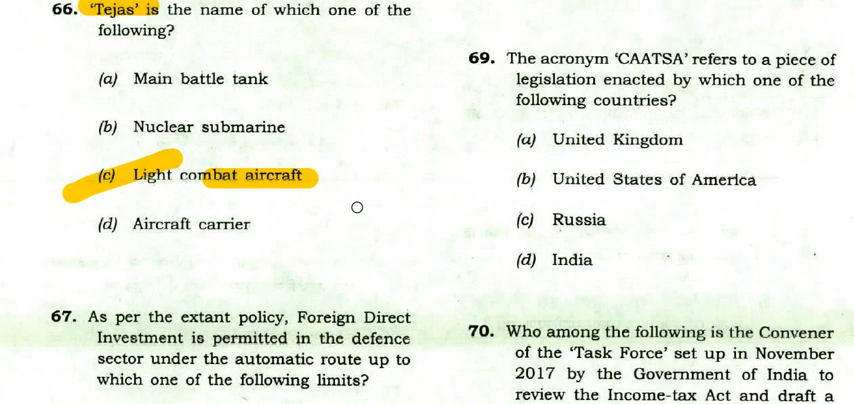 66. ‘Tejas’ is the name of which one of the
following?
(a) Main battle tank
(b) Nuclear submarine
(c) Light combat aircraft
(d) Aircraft carrier
67. As per the extant policy, Foreign Direct
Investment is permitted in the defence
sector under the automatic route up to
which one of the following limits?
69. The acronym ‘CAATSA’ refers to a piece of
legislation enacted by which one of the
following countries?
(a) United Kingdom
(b) United States of America
(c) Russia
(d) India
70. Who among the following is the Convener
of the ‘Task Force’ set up in November
2017 by the Government of India to
review the Income-tax Act and draft a